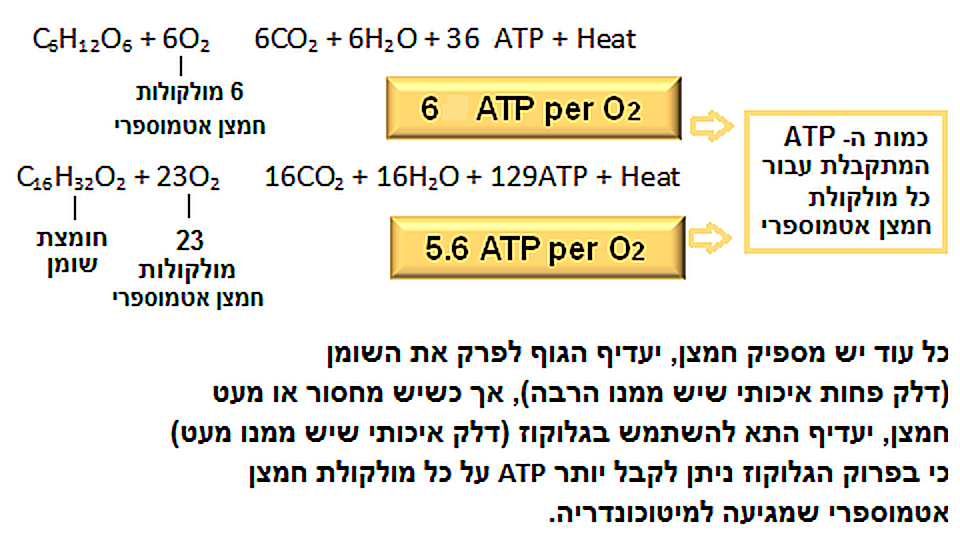 C₆H₁₂O₆ + 6O₂ 6CO₂ + 6H₂O + 36 ATP + Heat
6 מולקולות
חמצן אטמוספרי
6 ATP per O2
כמות ה- ATP
המתקבלת עבור
כל מולקולת
חמצן אטמוספרי
C₁₆H₃₂O₂ + 23O₂ 16CO₂ + 16H₂O + 129ATP + Heat
חומצת
שומן
23
מולקולות
חמצן אטמוספרי
5.6 ATP per O2
כל עוד יש מספיק חמצן, יעדיף הגוף לפרק את השומן
(דלק פחות איכותי שיש ממנו הרבה), אך כשיש מחסור או מעט
חמצן, יעדיף התא להשתמש בגלוקוז (דלק איכותי שיש ממנו מעט)
כי בפרוק הגלוקוז ניתן לקבל יותר ATP על כל מולקולת חמצן
אטמוספרי שמגיעה למיטוכונדריה.